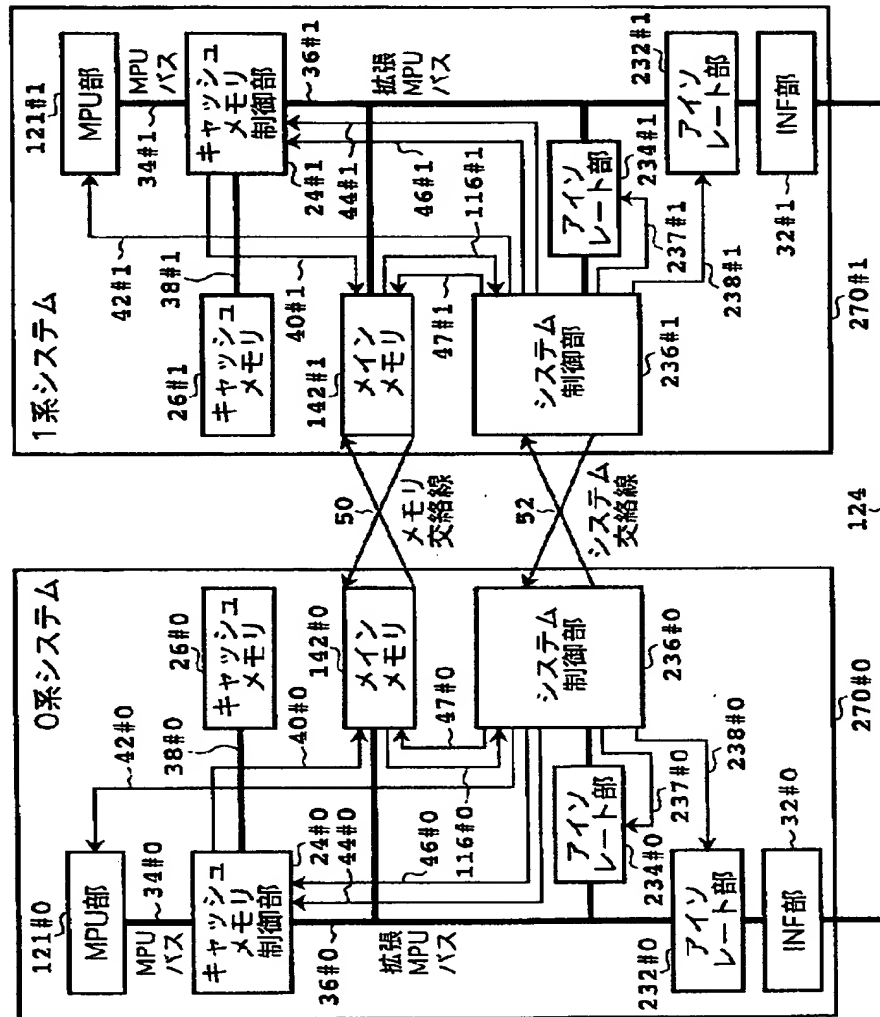 0系システム
121#0
MPU部
34#0
MPU
バス
42#0
キャッシュ
メモリ
制御部
24#0
44#0
38#0
40#0
26#0
キャッシュ
メモリ
36#0
拡張
MPU
バス
46#0
116#0
142#0
メイン
メモリ
47#0
234#0
アイソ
レート部
237#0
システム
制御部
236#0
232#0
アイソ
レート部
238#0
INF部
32#0
270#0
50
メモリ
交絡線
52
システム
交絡線
124
1系システム
121#1
MPU部
34#1
MPU
バス
42#1
キャッシュ
メモリ
制御部
24#1
44#1
38#1
40#1
26#1
キャッシュ
メモリ
36#1
拡張
MPU
バス
46#1
116#1
142#1
メイン
メモリ
47#1
アイソ
レート部
234#1
237#1
システム
制御部
236#1
232#1
アイソ
レート部
238#1
INF部
32#1
270#1